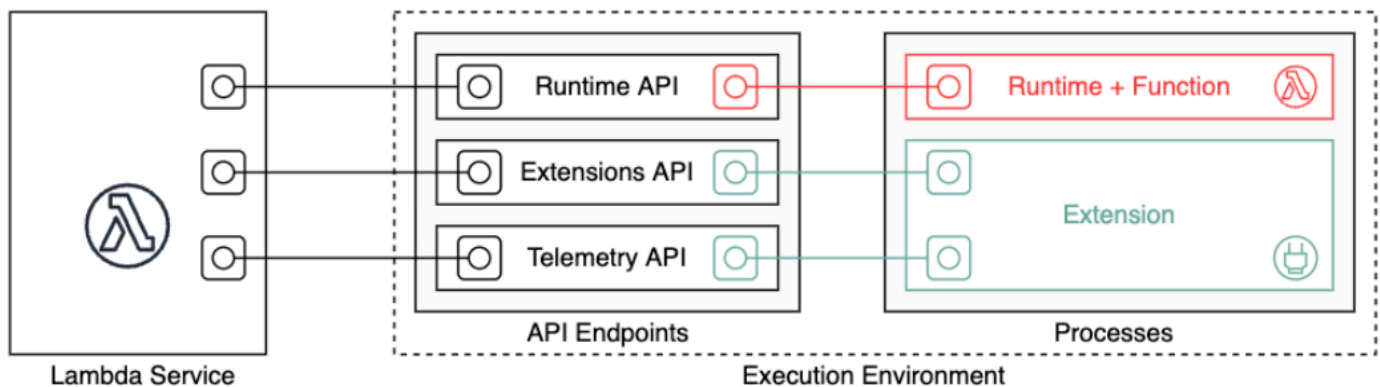 Runtime API
Runtime + Function
Extensions API
Extension
Telemetry API
API Endpoints
Processes
Lambda Service
Execution Environment